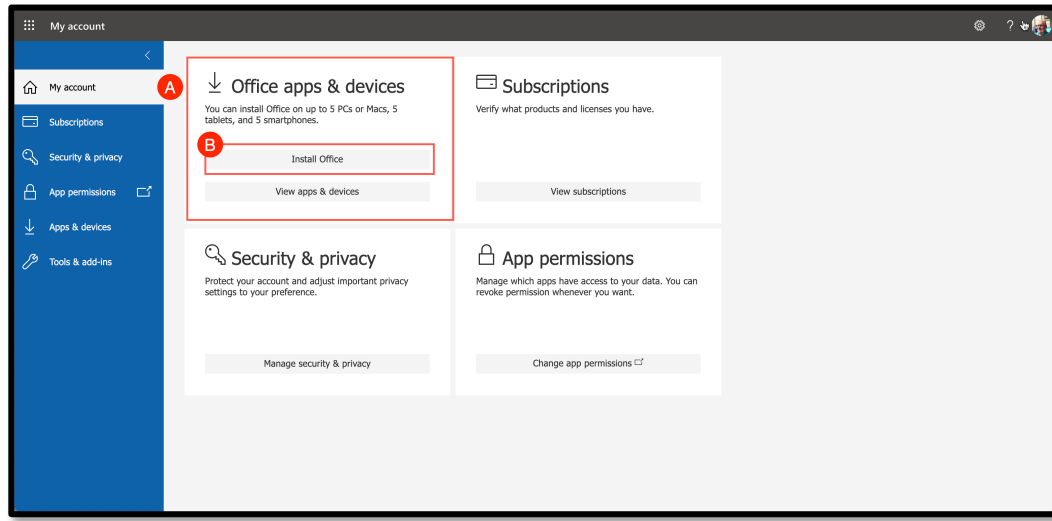 My account
?
My account
Subscriptions
Security & privacy
App permissions
Apps & devices
Tools & add-ins
A
Office apps & devices
You can install Office on up to 5 PCs or Macs, 5
tablets, and 5 smartphones.
B
Install Office
View apps & devices
Subscriptions
Verify what products and licenses you have.
View subscriptions
Security & privacy
Protect your account and adjust important privacy
settings to your preference.
Manage security & privacy
App permissions
Manage which apps have access to your data. You can
revoke permission whenever you want.
Change app permissions